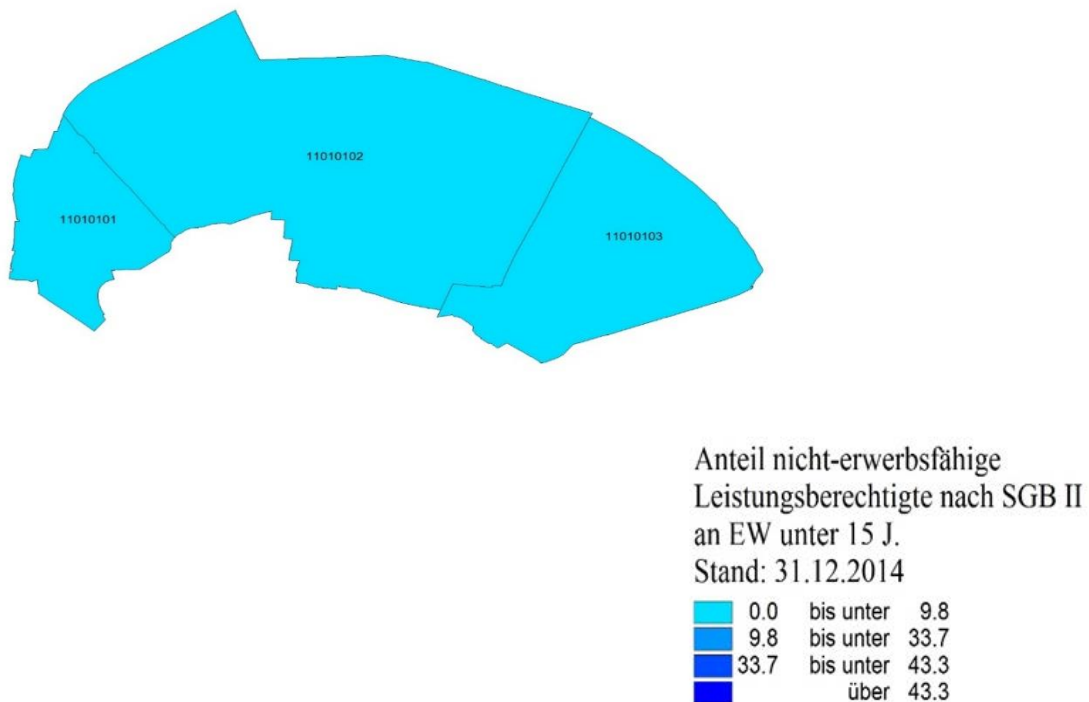 11010102
11010101
11010103
Anteil nicht-erwerbsfähige
Leistungsberechtigte nach SGB II
an EW unter 15 J.
Stand: 31.12.2014
0.0 bis unter 9.8
9.8 bis unter 33.7
33.7 bis unter 43.3
über 43.3